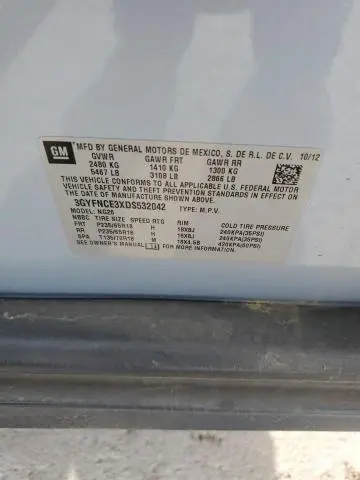 GM
MFD BY GENERAL MOTORS DE MEXICO, S. DE R.L. DE C.V. 10/12
GVWR GAWR FRT GAWR RR
2480 KG 1410 KG 1300 KG
5467 LB 3108 LB 2866 LB
THIS VEHICLE CONFORMS TO ALL APPLICABLE U.S. FEDERAL MOTOR
VEHICLE SAFETY AND THEFT PREVENTION STANDARDS IN EFFECT ON
THE DATE OF MANUFACTURE SHOWN ABOVE.
3GYFNCE3XDS532042 TYPE: M.P.V.
MODEL: NG26
NBBC TIRE SIZE SPEED RTG RIM COLD TIRE PRESSURE
FRT P235/65R18 H 18X8J 240KPA(35PSI)
RR P235/65R18 H 18X8J 240KPA(35PSI)
SPA T135/70R18 M 18X4.5B 420KPA(60PSI)
SEE OWNER'S MANUAL FOR ADDITIONAL INFORMATION.